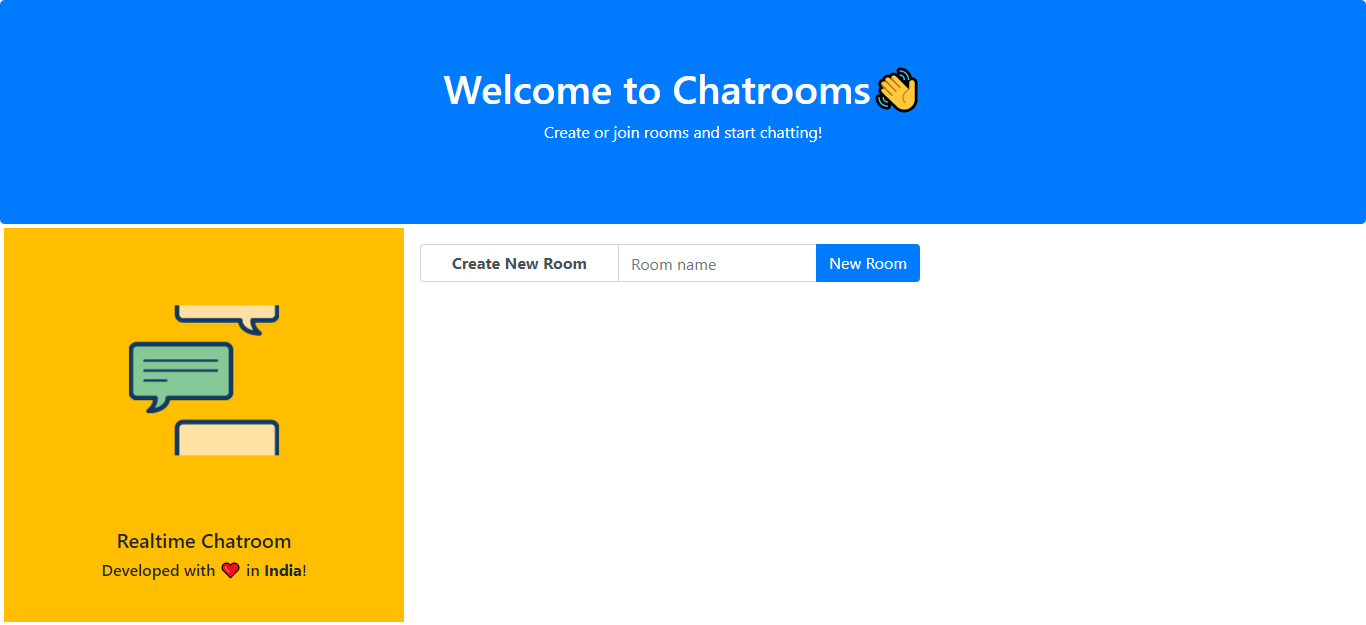 Welcome to Chatrooms👋
Create or join rooms and start chatting!
Create New Room
Room name
New Room
Realtime Chatroom
Developed with ❤️ in India!